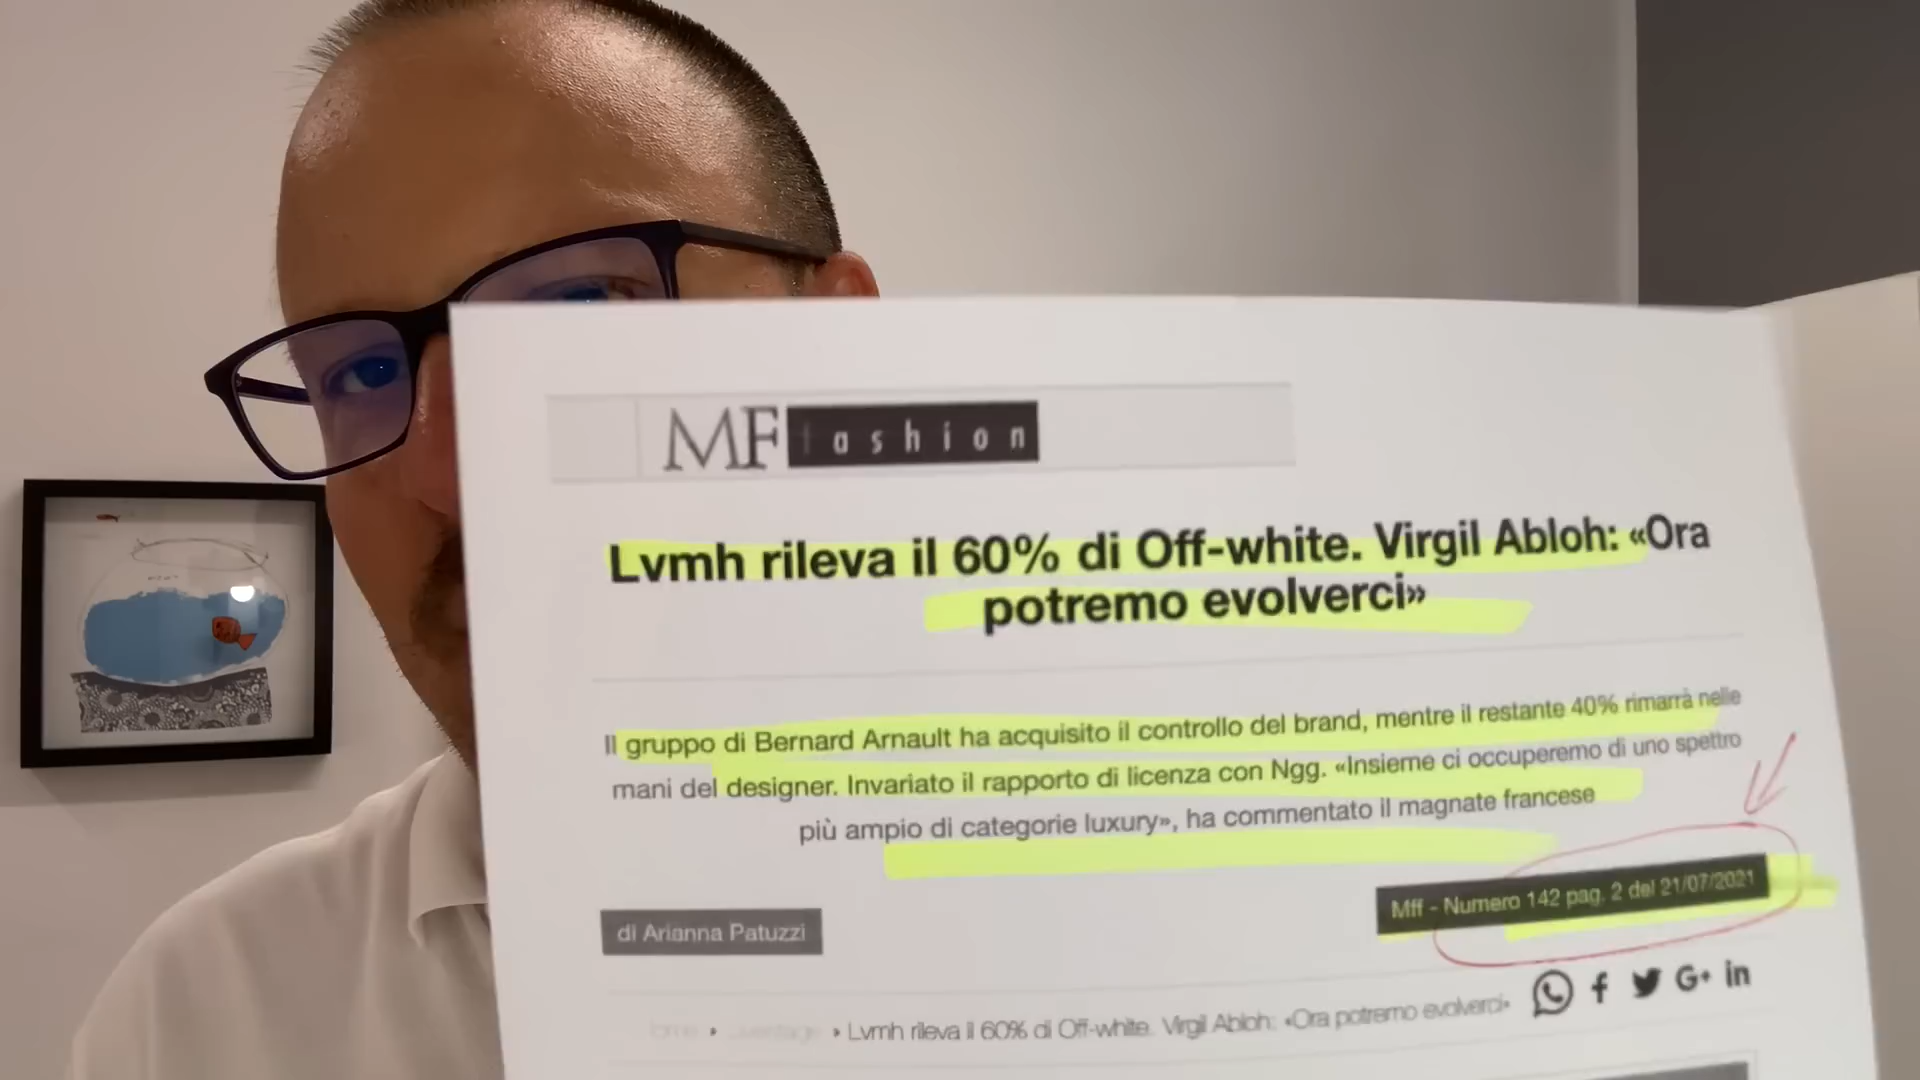 MF fashion
Lvmh rileva il 60% di Off-white. Virgil Abloh: «Ora
potremo evolverci»
Il gruppo di Bernard Arnault ha acquisito il controllo del brand, mentre il restante 40% rimarrà nelle
mani del designer. Invariato il rapporto di licenza con Ngg. «Insieme ci occuperemo di uno spettro
più ampio di categorie luxury», ha commentato il magnate francese
Mff - Numero 142 pag. 2 del 21/07/2021
di Arianna Patuzzi
Lvmh rileva il 60% di Off-white. Virgil Abloh: «Ora potremo evolverci»